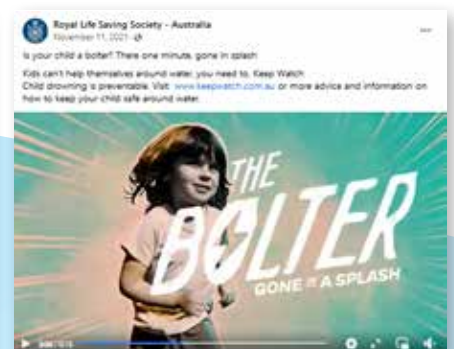 Royal Life Saving Society - Australia
November 11, 2021
Is your child a bolter? There one minute, gone in splash
Kids can't help themselves around water, you need to, Keep Watch
Child drowning is preventable. Visit www.keepwatch.com.au or more advice and information on
how to keep your child safe around water.
THE
BOLTER
GONE IN A SPLASH